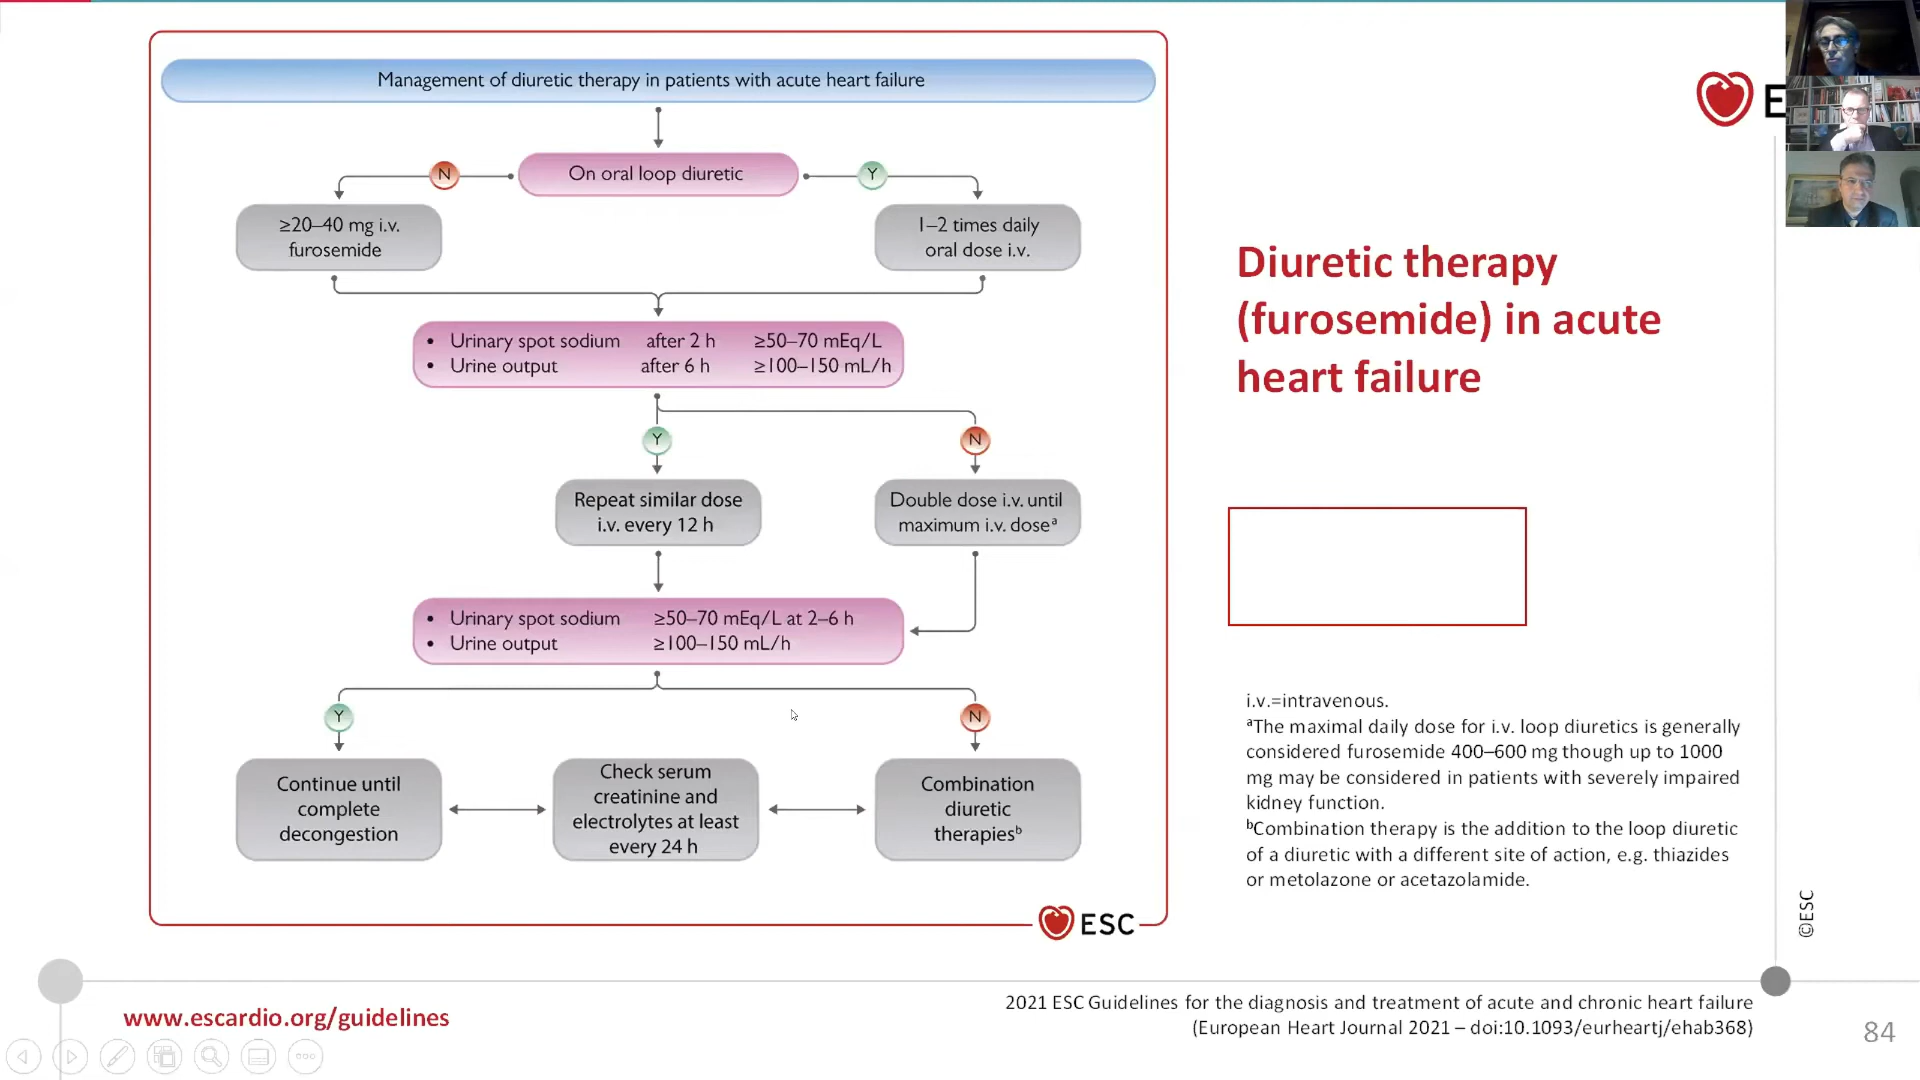 Management of diuretic therapy in patients with acute heart failure
On oral loop diuretic
N
Y
≥20–40 mg i.v.
furosemide
1–2 times daily
oral dose i.v.
• Urinary spot sodium after 2 h ≥50–70 mEq/L
• Urine output after 6 h ≥100–150 mL/h
Y
N
Repeat similar dose
i.v. every 12 h
Double dose i.v. until
maximum i.v. doseᵃ
• Urinary spot sodium ≥50–70 mEq/L at 2–6 h
• Urine output ≥100–150 mL/h
Y
N
Continue until
complete
decongestion
Check serum
creatinine and
electrolytes at least
every 24 h
Combination
diuretic
therapiesᵇ
ESC
E
Diuretic therapy
(furosemide) in acute
heart failure
i.v.=intravenous.
ᵃThe maximal daily dose for i.v. loop diuretics is generally
considered furosemide 400–600 mg though up to 1000
mg may be considered in patients with severely impaired
kidney function.
ᵇCombination therapy is the addition to the loop diuretic
of a diuretic with a different site of action, e.g. thiazides
or metolazone or acetazolamide.
©ESC
www.escardio.org/guidelines
2021 ESC Guidelines for the diagnosis and treatment of acute and chronic heart failure
(European Heart Journal 2021 – doi:10.1093/eurheartj/ehab368)
84